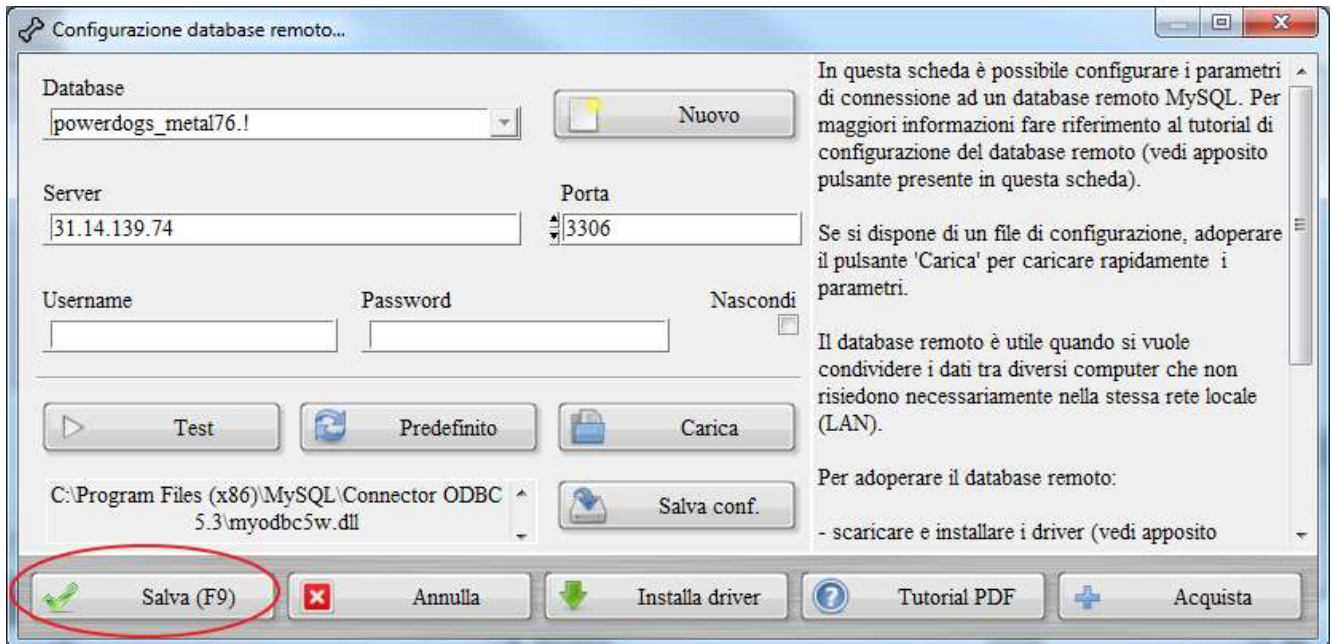 Configurazione database remoto...
Database
powerdogs_metal76.!
Nuovo
Server
Porta
31.14.139.74
3306
Username
Password
Nascondi
Test
Predefinito
Carica
C:\Program Files (x86)\MySQL\Connector ODBC
5.3\myodbc5w.dll
Salva conf.
In questa scheda è possibile configurare i parametri
di connessione ad un database remoto MySQL. Per
maggiori informazioni fare riferimento al tutorial di
configurazione del database remoto (vedi apposito
pulsante presente in questa scheda).
Se si dispone di un file di configurazione, adoperare
il pulsante 'Carica' per caricare rapidamente i
parametri.
Il database remoto è utile quando si vuole
condividere i dati tra diversi computer che non
risiedono necessariamente nella stessa rete locale
(LAN).
Per adoperare il database remoto:
- scaricare e installare i driver (vedi apposito
Salva (F9)
Annulla
Installa driver
Tutorial PDF
Acquista